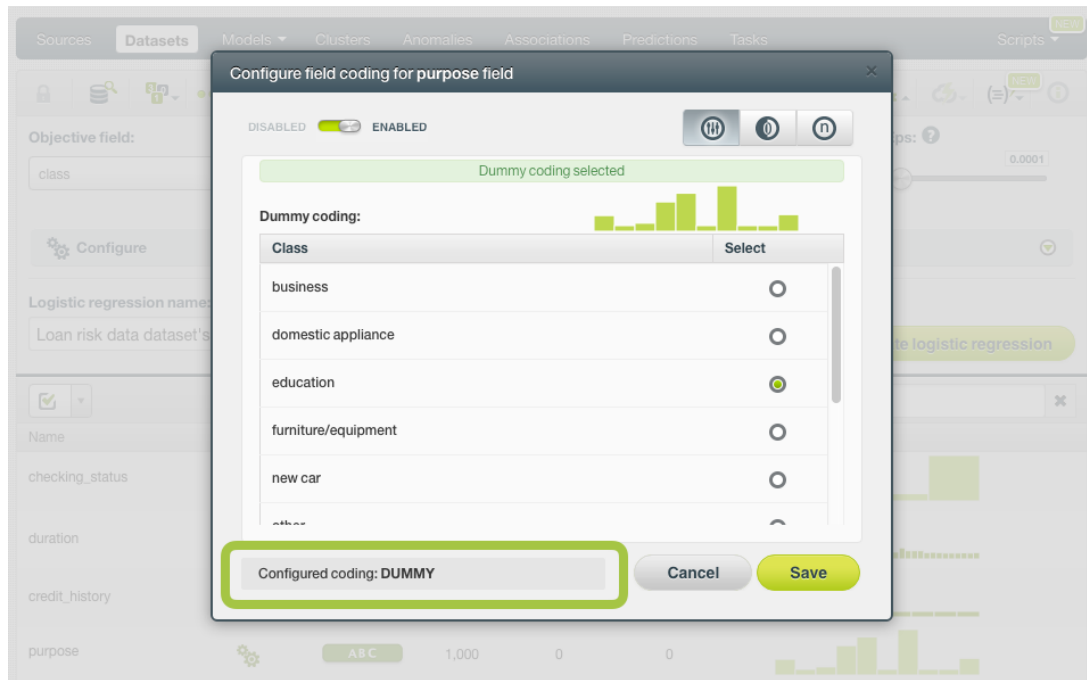 NEW
Sources Datasets Models Clusters Anomalies Associations Predictions Tasks Scripts
Configure field coding for purpose field
NEW
DISABLED ENABLED
Objective field:
ps:
class
0.0001
Dummy coding selected
Dummy coding:
Class Select
Configure
business
Logistic regression name:
domestic appliance
Loan risk data dataset's
te logistic regression
education
furniture/equipment
Name
new car
checking_status
other
duration
Configured coding: DUMMY
Cancel Save
credit_history
purpose ABC 1,000 0 0